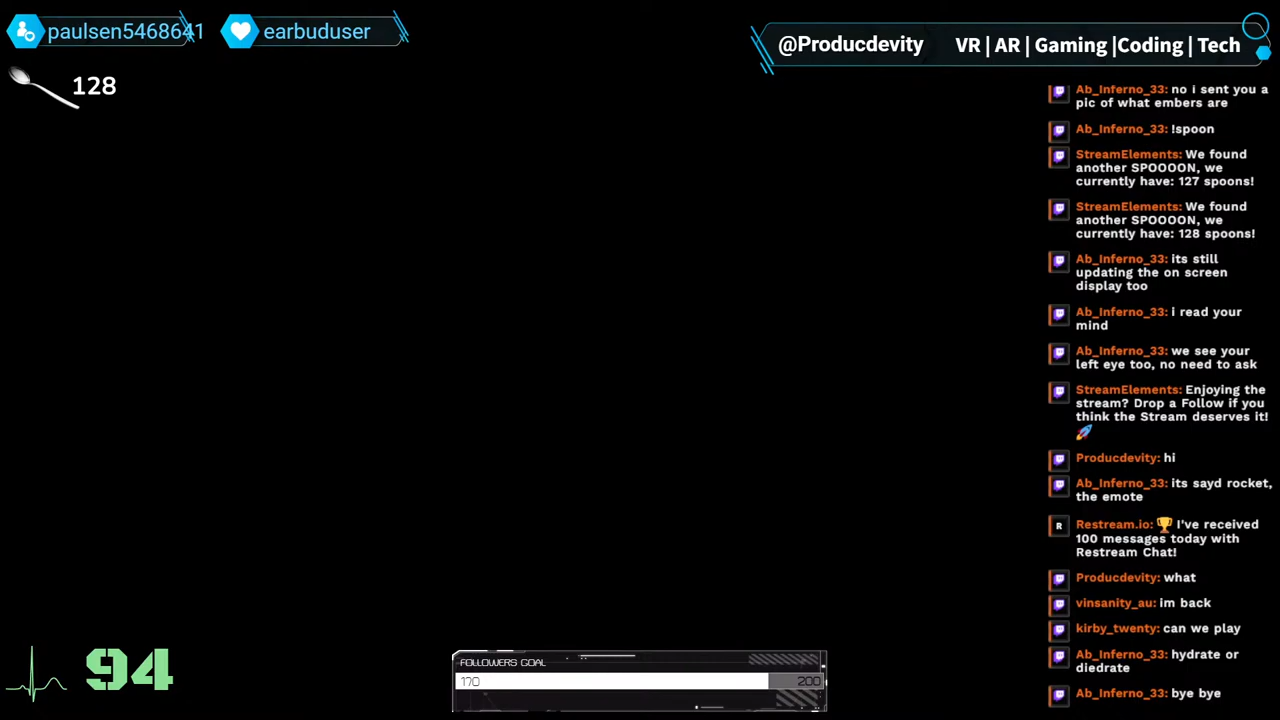 paulsen5468641
earbuduser
@Producdevity
VR | AR | Gaming |Coding | Tech
128
Ab_Inferno_33: no i sent you a
pic of what embers are
Ab_Inferno_33: !spoon
StreamElements: We found
another SPOOOON, we
currently have: 127 spoons!
StreamElements: We found
another SPOOOON, we
currently have: 128 spoons!
Ab_Inferno_33: its still
updating the on screen
display too
Ab_Inferno_33: i read your
mind
Ab_Inferno_33: we see your
left eye too, no need to ask
StreamElements: Enjoying the
stream? Drop a Follow if you
think the Stream deserves it!
Producdevity: hi
Ab_Inferno_33: its sayd rocket,
the emote
R
Restream.io: 🏆 I've received
100 messages today with
Restream Chat!
Producdevity: what
vinsanity_au: im back
kirby_twenty: can we play
Ab_Inferno_33: hydrate or
diedrate
Ab_Inferno_33: bye bye
94
FOLLOWERS GOAL
170
200